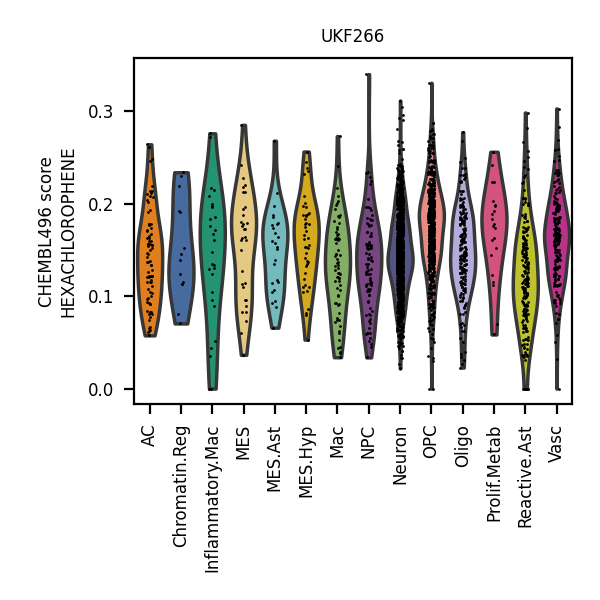 UKF266
CHEMBL496 score
HEXACHLOROPHENE
0.3
0.2
0.1
0.0
AC
Chromatin.Reg
Inflammatory.Mac
MES
MES.Ast
MES.Hyp
Mac
NPC
Neuron
OPC
Oligo
Prolif.Metab
Reactive.Ast
Vasc